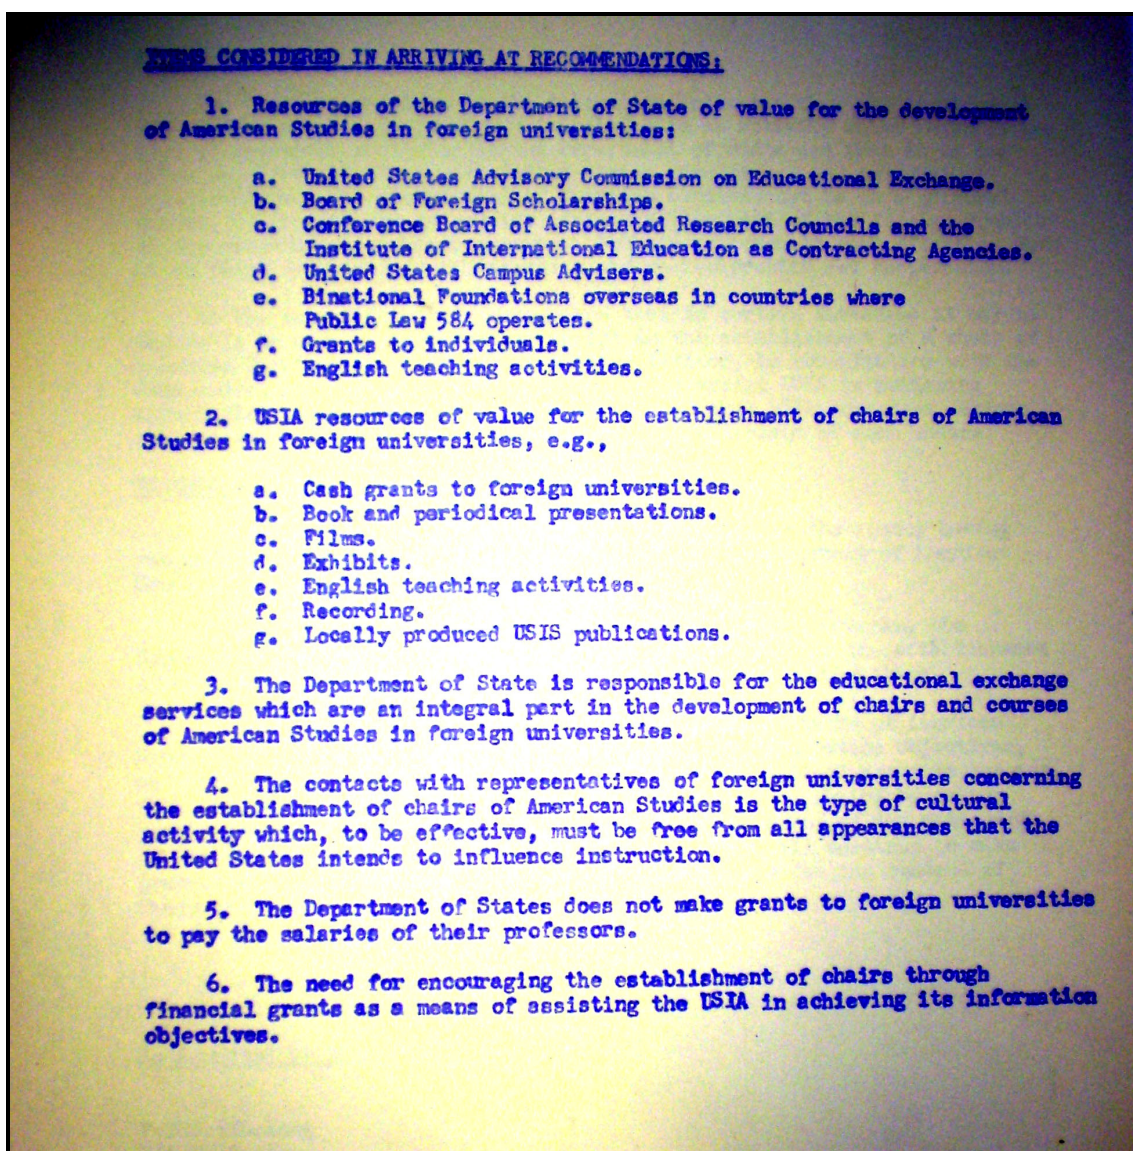 ITEMS CONSIDERED IN ARRIVING AT RECOMMENDATIONS:
1. Resources of the Department of State of value for the development
of American Studies in foreign universities:
a. United States Advisory Commission on Educational Exchange.
b. Board of Foreign Scholarships.
c. Conference Board of Associated Research Councils and the
Institute of International Education as Contracting Agencies.
d. United States Campus Advisers.
e. Binational Foundations overseas in countries where
Public Law 584 operates.
f. Grants to individuals.
g. English teaching activities.
2. USIA resources of value for the establishment of chairs of American
Studies in foreign universities, e.g.,
a. Cash grants to foreign universities.
b. Book and periodical presentations.
c. Films.
d. Exhibits.
e. English teaching activities.
f. Recording.
g. Locally produced USIS publications.
3. The Department of State is responsible for the educational exchange
services which are an integral part in the development of chairs and courses
of American Studies in foreign universities.
4. The contacts with representatives of foreign universities concerning
the establishment of chairs of American Studies is the type of cultural
activity which, to be effective, must be free from all appearances that the
United States intends to influence instruction.
5. The Department of States does not make grants to foreign universities
to pay the salaries of their professors.
6. The need for encouraging the establishment of chairs through
financial grants as a means of assisting the USIA in achieving its information
objectives.